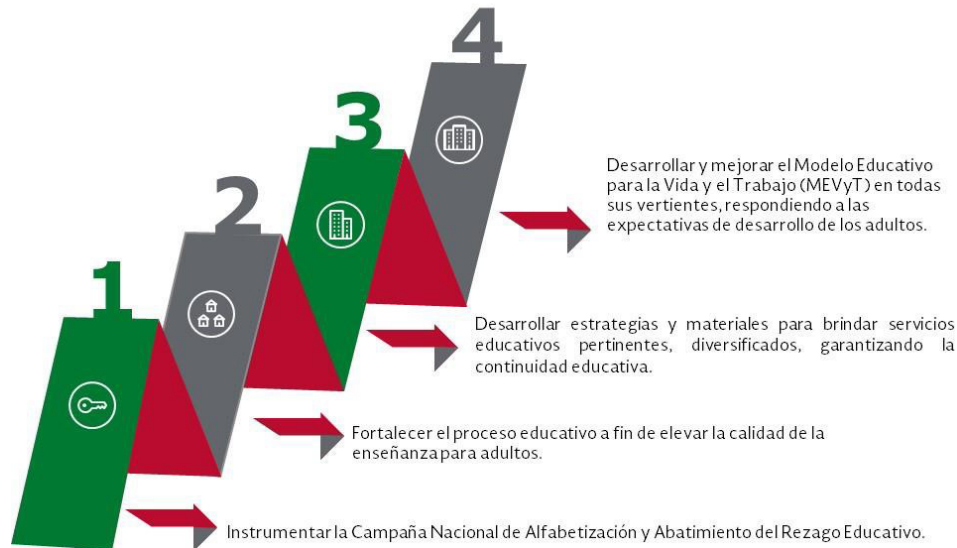 4
Desarrollar y mejorar el Modelo Educativo
para la Vida y el Trabajo (MEVyT) en todas
sus vertientes, respondiendo a las
expectativas de desarrollo de los adultos.
3
Desarrollar estrategias y materiales para brindar servicios
educativos pertinentes, diversificados, garantizando la
continuidad educativa.
2
Fortalecer el proceso educativo a fin de elevar la calidad de la
enseñanza para adultos.
1
Instrumentar la Campaña Nacional de Alfabetización y Abatimiento del Rezago Educativo.